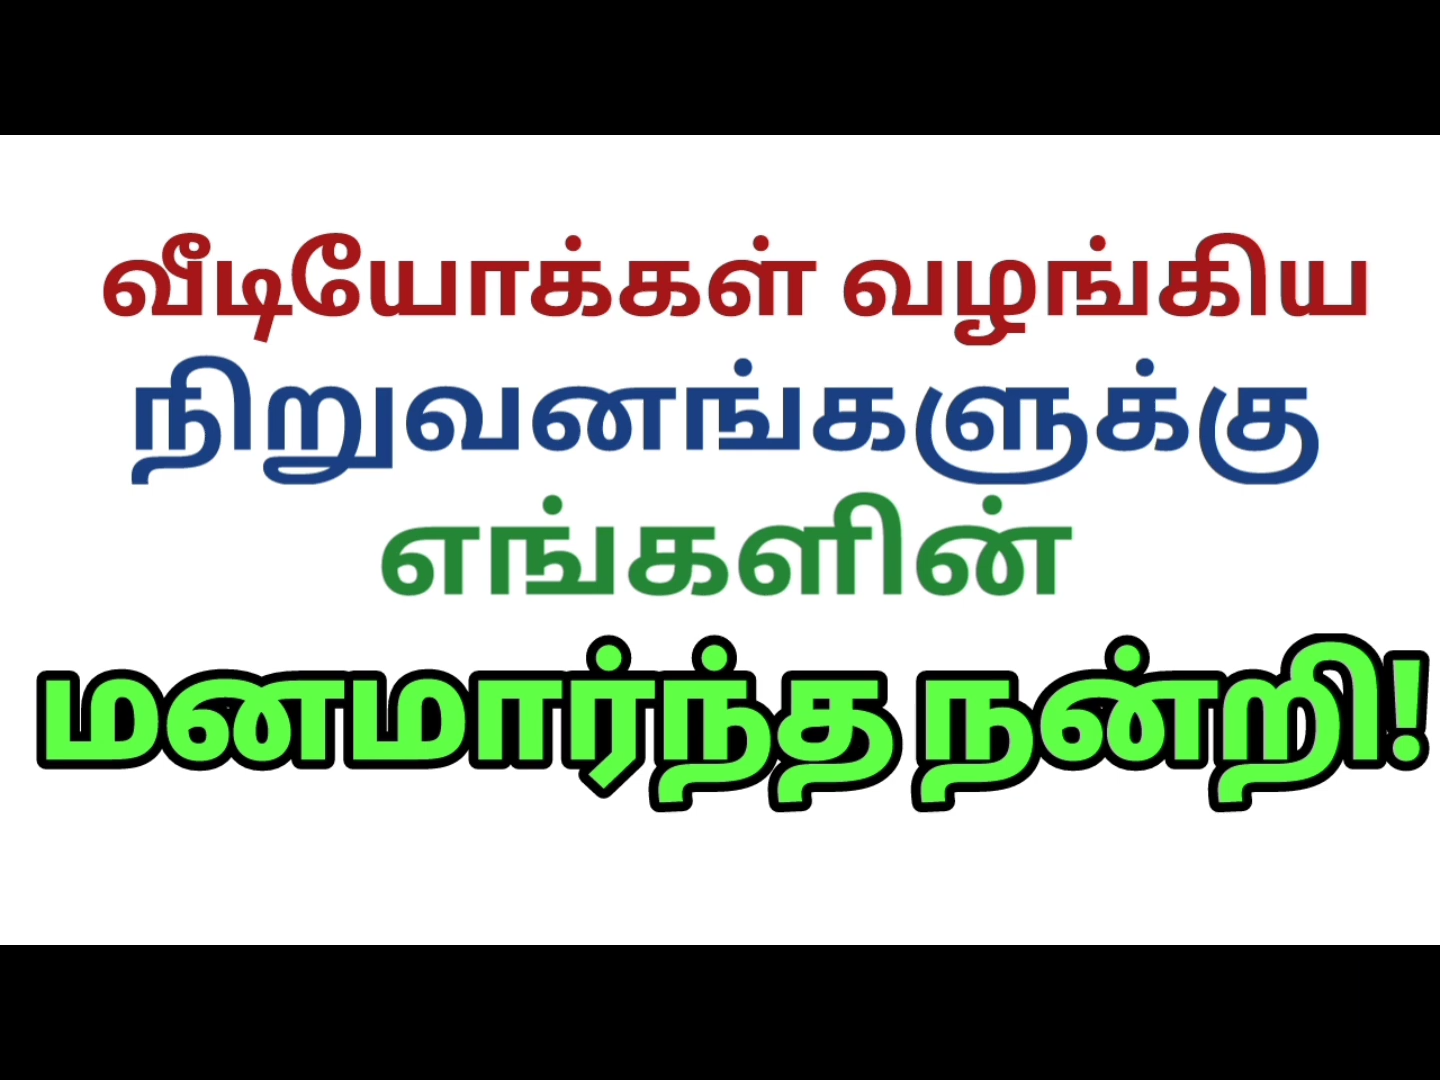 வீடியோக்கள் வழங்கிய
நிறுவனங்களுக்கு
எங்களின்
மனமார்ந்த நன்றி!